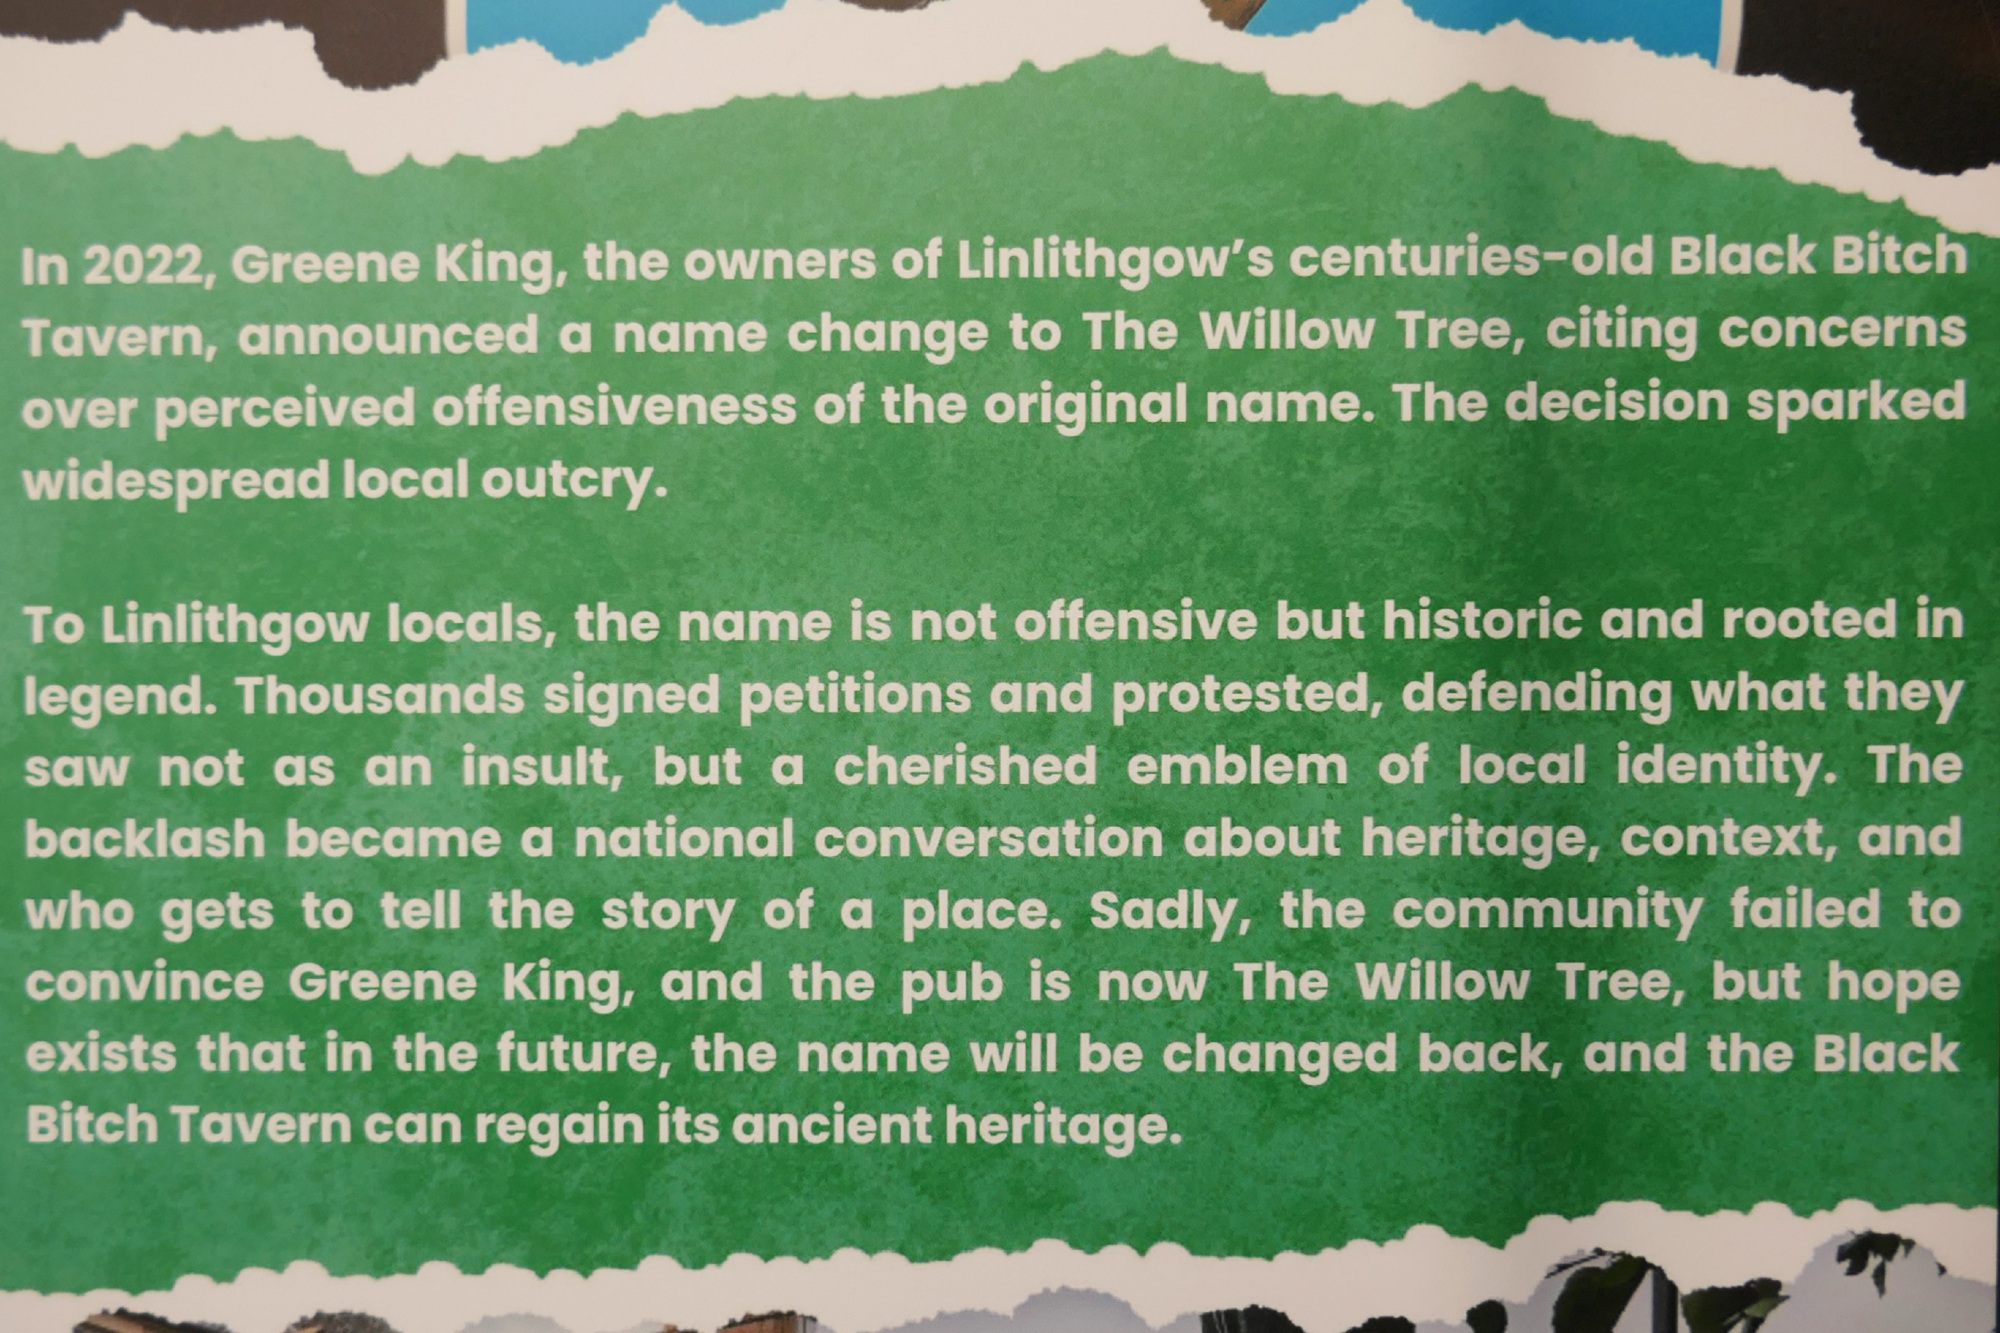 In 2022, Greene King, the owners of Linlithgow’s centuries-old Black Bitch
Tavern, announced a name change to The Willow Tree, citing concerns
over perceived offensiveness of the original name. The decision sparked
widespread local outcry.
To Linlithgow locals, the name is not offensive but historic and rooted in
legend. Thousands signed petitions and protested, defending what they
saw not as an insult, but a cherished emblem of local identity. The
backlash became a national conversation about heritage, context, and
who gets to tell the story of a place. Sadly, the community failed to
convince Greene King, and the pub is now The Willow Tree, but hope
exists that in the future, the name will be changed back, and the Black
Bitch Tavern can regain its ancient heritage.